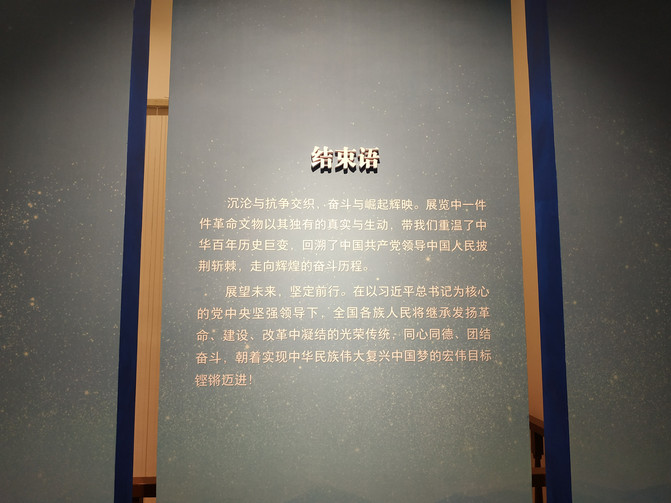 结束语
沉沦与抗争交织，奋斗与崛起辉映。展览中一件
件革命文物以其独有的真实与生动，带我们重温了中
华百年历史巨变，回溯了中国共产党领导中国人民披
荆斩棘，走向辉煌的奋斗历程。
展望未来，坚定前行。在以习近平总书记为核心
的党中央坚强领导下，全国各族人民将继承发扬革
命、建设、改革中凝结的光荣传统，同心同德、团结
奋斗，朝着实现中华民族伟大复兴中国梦的宏伟目标
铿锵迈进！